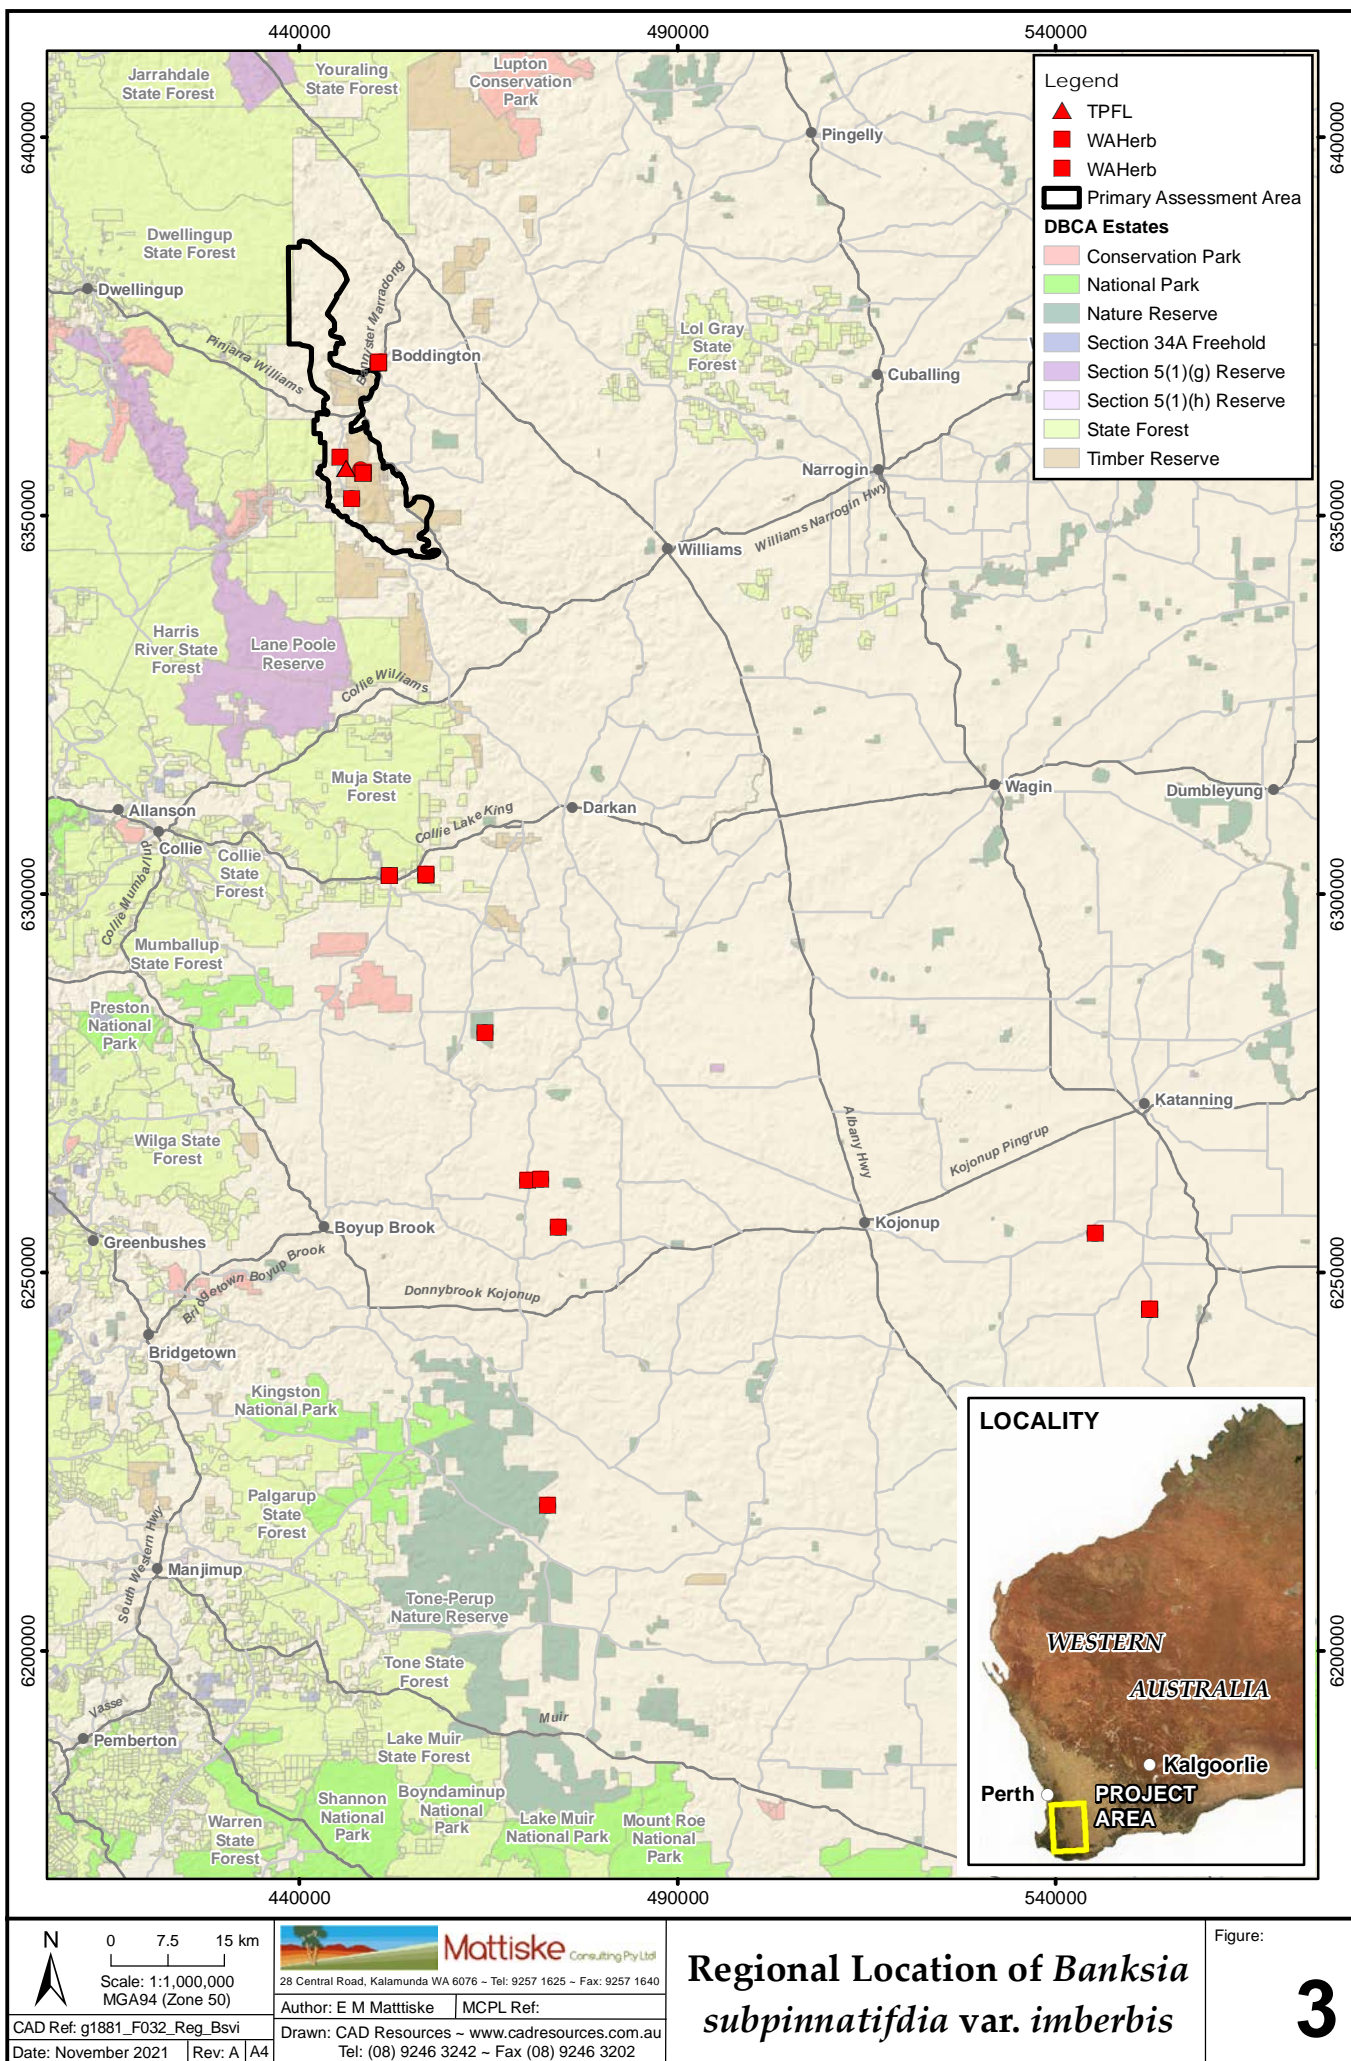 440000
490000
540000
6400000
6350000
6300000
6250000
6200000
6400000
6350000
6300000
6250000
6200000
Legend
TPFL
WAHerb
WAHerb
Primary Assessment Area
DBCA Estates
Conservation Park
National Park
Nature Reserve
Section 34A Freehold
Section 5(1)(g) Reserve
Section 5(1)(h) Reserve
State Forest
Timber Reserve
Jarrahdale
State Forest
Youraling
State Forest
Lupton
Conservation
Park
Pingelly
Dwellingup
State Forest
Dwellingup
Bannister Marradong
Pinjarra Williams
Boddington
Lol Gray
State
Forest
Cuballing
Narrogin
Williams Narrogin Hwy
Williams
Harris
River State
Forest
Lane Poole
Reserve
Collie Williams
Muja State
Forest
Allanson
Collie
Collie
State
Forest
Collie Lake King
Darkan
Wagin
Dumbleyung
Collie Mumballup
Mumballup
State Forest
Preston
National
Park
Wilga State
Forest
Albany Hwy
Kojonup Pingrup
Katanning
Greenbushes
Boyup Brook
Kojonup
Bridgetown Boyup Brook
Donnybrook Kojonup
Bridgetown
Kingston
National Park
Palgarup
State
Forest
South Western Hwy
Manjimup
Tone-Perup
Nature Reserve
Tone State
Forest
Vasse
Pemberton
Muir
Lake Muir
State Forest
Shannon
National
Park
Boyndaminup
National
Park
Warren
State
Forest
Lake Muir
National Park
Mount Roe
National
Park
LOCALITY
WESTERN
AUSTRALIA
Kalgoorlie
Perth
PROJECT
AREA
440000
490000
540000
N
0 7.5 15 km
Scale: 1:1,000,000
MGA94 (Zone 50)
CAD Ref: g1881_F032_Reg_Bsvi
Date: November 2021 Rev: A A4
Mattiske Consulting Pty Ltd
28 Central Road, Kalamunda WA 6076 ~ Tel: 9257 1625 ~ Fax: 9257 1640
Author: E M Matttiske MCPL Ref:
Drawn: CAD Resources ~ www.cadresources.com.au
Tel: (08) 9246 3242 ~ Fax (08) 9246 3202
Regional Location of Banksia
subpinnatifdia var. imberbis
Figure:
3